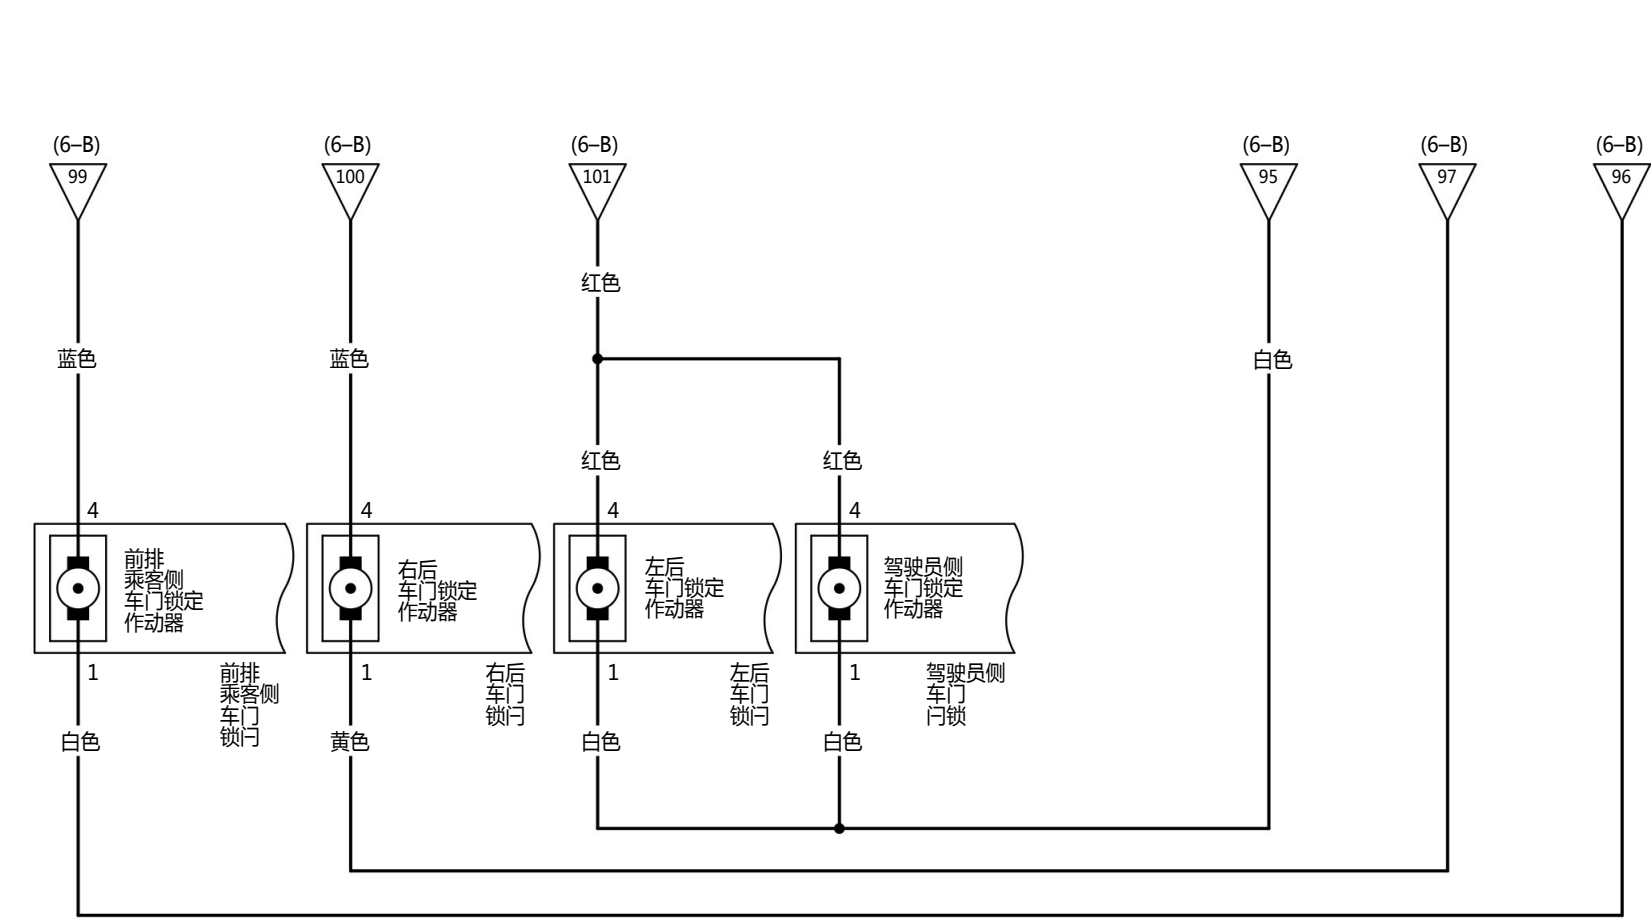 (6–B)
(6–B)
(6–B)
(6–B)
(6–B)
(6–B)
99
100
101
95
97
96
红色
蓝色
蓝色
白色
红色
红色
4
4
4
4
前排
乘客侧
车门锁定
作动器
右后
车门锁定
作动器
左后
车门锁定
作动器
驾驶员侧
车门锁定
作动器
1
1
1
1
前排
乘客侧
车门
锁闩
右后
车门
锁闩
左后
车门
锁闩
驾驶员侧
车门
闩锁
白色
黄色
白色
白色